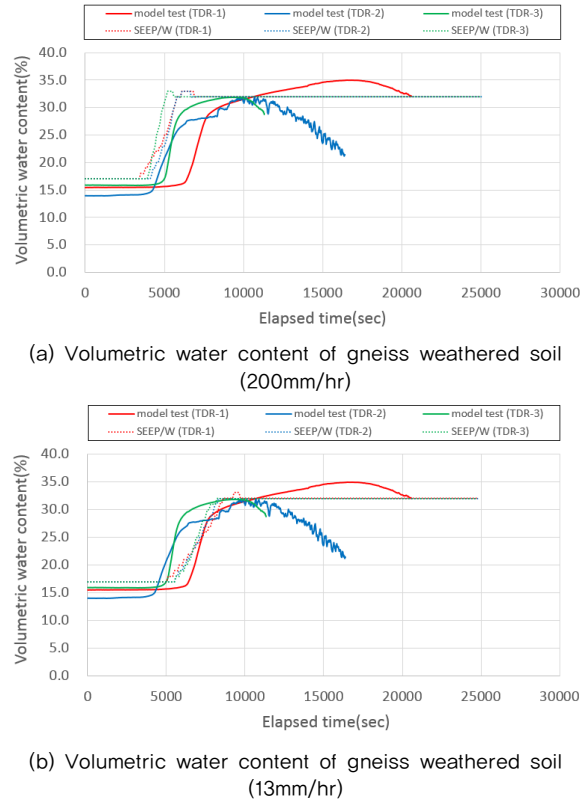 model test (TDR-1) model test (TDR-2) model test (TDR-3)
SEEP/W (TDR-1) SEEP/W (TDR-2) SEEP/W (TDR-3)
Volumetric water content(%)
40.0
35.0
30.0
25.0
20.0
15.0
10.0
5.0
0.0
0 5000 10000 15000 20000 25000 30000
Elapsed time(sec)
(a) Volumetric water content of gneiss weathered soil
(200mm/hr)
model test (TDR-1) model test (TDR-2) model test (TDR-3)
SEEP/W (TDR-1) SEEP/W (TDR-2) SEEP/W (TDR-3)
Volumetric water content(%)
40.0
35.0
30.0
25.0
20.0
15.0
10.0
5.0
0.0
0 5000 10000 15000 20000 25000 30000
Elapsed time(sec)
(b) Volumetric water content of gneiss weathered soil
(13mm/hr)